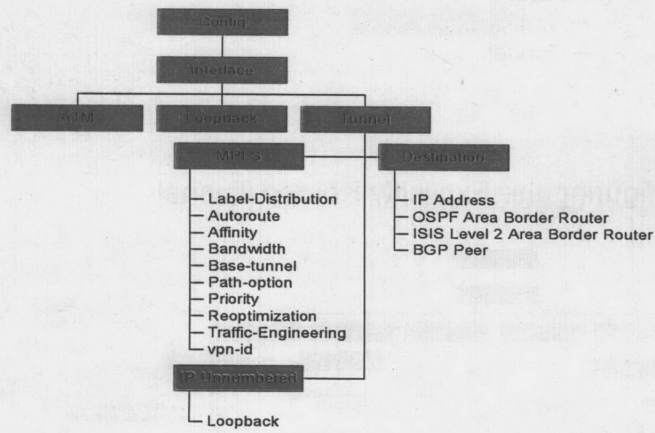 Config
Interface
ATM
Loopback
Tunnel
MPLS
Destination
Label-Distribution
Autoroute
Affinity
Bandwidth
Base-tunnel
Path-option
Priority
Reoptimization
Traffic-Engineering
vpn-id
IP Address
OSPF Area Border Router
ISIS Level 2 Area Border Router
BGP Peer
IP Unnumbered
Loopback